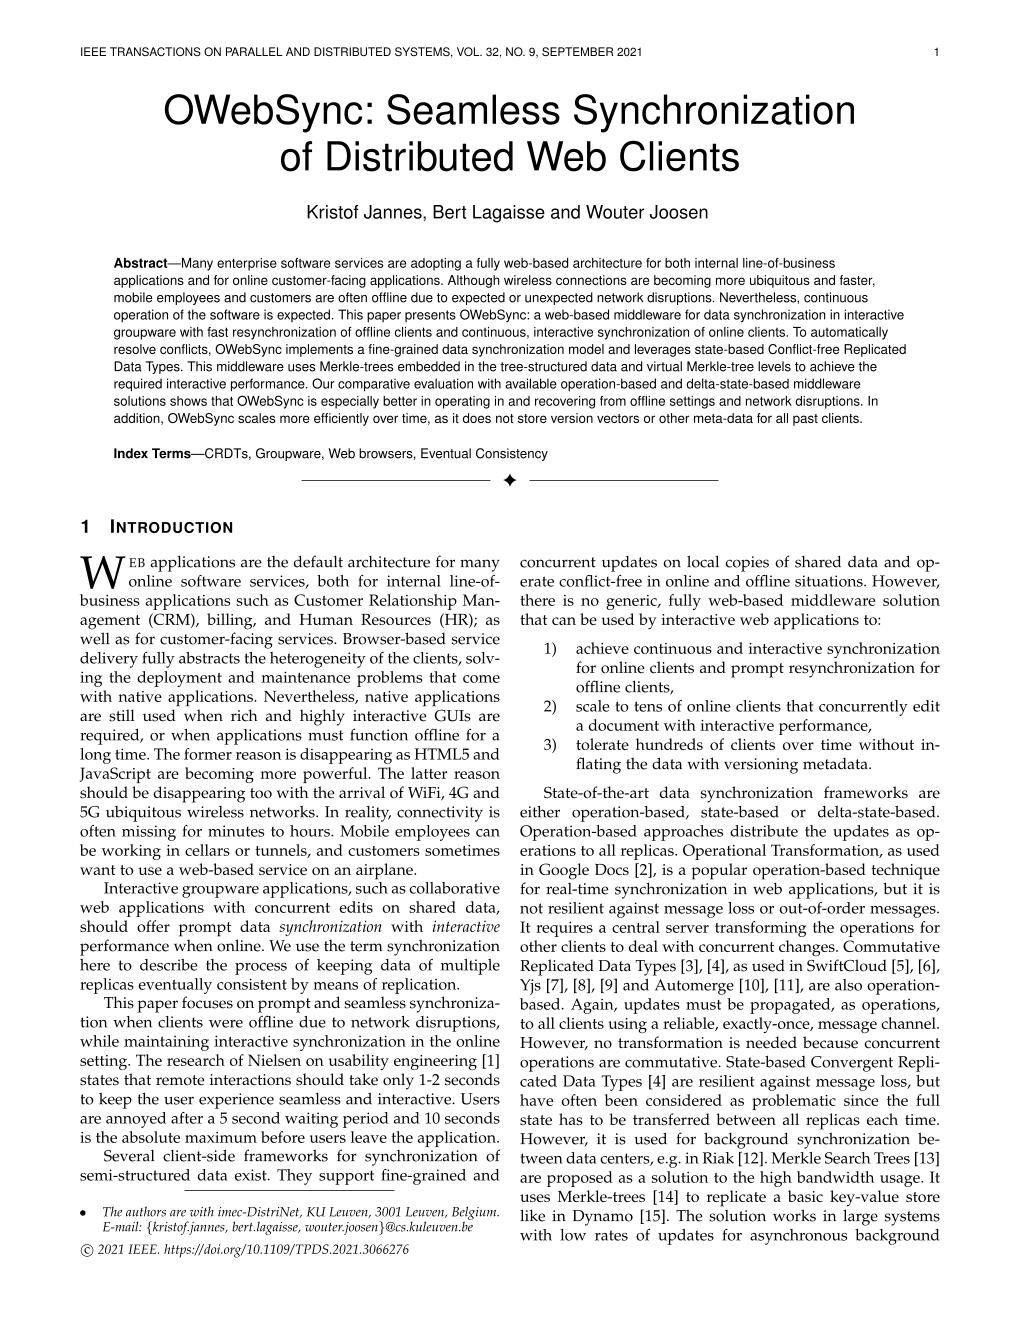 IEEE TRANSACTIONS ON PARALLEL AND DISTRIBUTED SYSTEMS, VOL. 32, NO. 9, SEPTEMBER 2021 1
OWebSync: Seamless Synchronization
of Distributed Web Clients
Kristof Jannes, Bert Lagaisse and Wouter Joosen
Abstract—Many enterprise software services are adopting a fully web-based architecture for both internal line-of-business
applications and for online customer-facing applications. Although wireless connections are becoming more ubiquitous and faster,
mobile employees and customers are often offline due to expected or unexpected network disruptions. Nevertheless, continuous
operation of the software is expected. This paper presents OWebSync: a web-based middleware for data synchronization in interactive
groupware with fast resynchronization of offline clients and continuous, interactive synchronization of online clients. To automatically
resolve conflicts, OWebSync implements a fine-grained data synchronization model and leverages state-based Conflict-free Replicated
Data Types. This middleware uses Merkle-trees embedded in the tree-structured data and virtual Merkle-tree levels to achieve the
required interactive performance. Our comparative evaluation with available operation-based and delta-state-based middleware
solutions shows that OWebSync is especially better in operating in and recovering from offline settings and network disruptions. In
addition, OWebSync scales more efficiently over time, as it does not store version vectors or other meta-data for all past clients.
Index Terms—CRDTs, Groupware, Web browsers, Eventual Consistency
1 INTRODUCTION
WEB applications are the default architecture for many
online software services, both for internal line-of-
business applications such as Customer Relationship Man-
agement (CRM), billing, and Human Resources (HR); as
well as for customer-facing services. Browser-based service
delivery fully abstracts the heterogeneity of the clients, solv-
ing the deployment and maintenance problems that come
with native applications. Nevertheless, native applications
are still used when rich and highly interactive GUIs are
required, or when applications must function offline for a
long time. The former reason is disappearing as HTML5 and
JavaScript are becoming more powerful. The latter reason
should be disappearing too with the arrival of WiFi, 4G and
5G ubiquitous wireless networks. In reality, connectivity is
often missing for minutes to hours. Mobile employees can
be working in cellars or tunnels, and customers sometimes
want to use a web-based service on an airplane.
Interactive groupware applications, such as collaborative
web applications with concurrent edits on shared data,
should offer prompt data synchronization with interactive
performance when online. We use the term synchronization
here to describe the process of keeping data of multiple
replicas eventually consistent by means of replication.
This paper focuses on prompt and seamless synchroniza-
tion when clients were offline due to network disruptions,
while maintaining interactive synchronization in the online
setting. The research of Nielsen on usability engineering [1]
states that remote interactions should take only 1-2 seconds
to keep the user experience seamless and interactive. Users
are annoyed after a 5 second waiting period and 10 seconds
is the absolute maximum before users leave the application.
Several client-side frameworks for synchronization of
semi-structured data exist. They support fine-grained and
• The authors are with imec-DistriNet, KU Leuven, 3001 Leuven, Belgium.
E-mail: {kristof.jannes, bert.lagaisse, wouter.joosen}@cs.kuleuven.be
© 2021 IEEE. https://doi.org/10.1109/TPDS.2021.3066276
concurrent updates on local copies of shared data and op-
erate conflict-free in online and offline situations. However,
there is no generic, fully web-based middleware solution
that can be used by interactive web applications to:
1) achieve continuous and interactive synchronization
for online clients and prompt resynchronization for
offline clients,
2) scale to tens of online clients that concurrently edit
a document with interactive performance,
3) tolerate hundreds of clients over time without in-
flating the data with versioning metadata.
State-of-the-art data synchronization frameworks are
either operation-based, state-based or delta-state-based.
Operation-based approaches distribute the updates as op-
erations to all replicas. Operational Transformation, as used
in Google Docs [2], is a popular operation-based technique
for real-time synchronization in web applications, but it is
not resilient against message loss or out-of-order messages.
It requires a central server transforming the operations for
other clients to deal with concurrent changes. Commutative
Replicated Data Types [3], [4], as used in SwiftCloud [5], [6],
Yjs [7], [8], [9] and Automerge [10], [11], are also operation-
based. Again, updates must be propagated, as operations,
to all clients using a reliable, exactly-once, message channel.
However, no transformation is needed because concurrent
operations are commutative. State-based Convergent Repli-
cated Data Types [4] are resilient against message loss, but
have often been considered as problematic since the full
state has to be transferred between all replicas each time.
However, it is used for background synchronization be-
tween data centers, e.g. in Riak [12]. Merkle Search Trees [13]
are proposed as a solution to the high bandwidth usage. It
uses Merkle-trees [14] to replicate a basic key-value store
like in Dynamo [15]. The solution works in large systems
with low rates of updates for asynchronous background